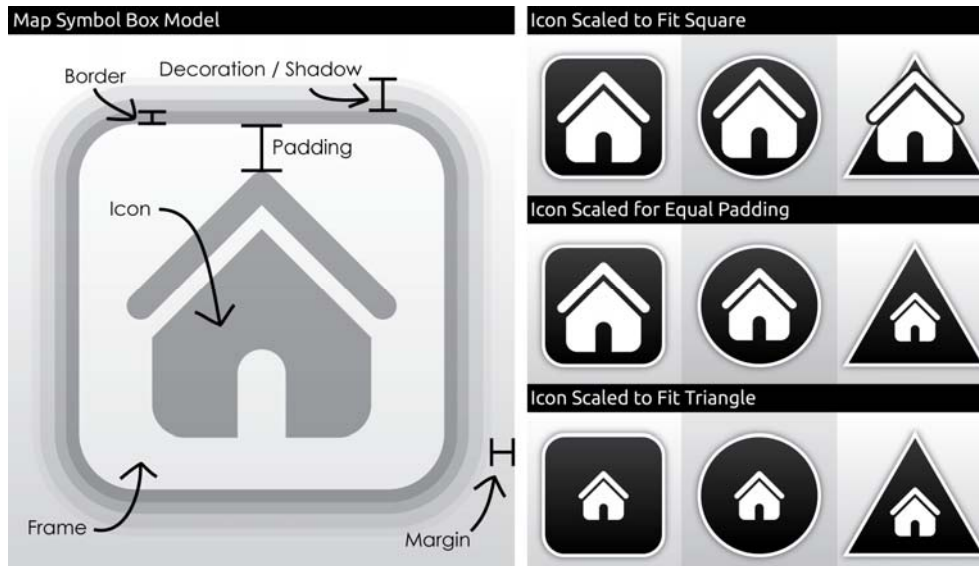 Map Symbol Box Model
Border
Decoration / Shadow
Padding
Icon
Frame
Margin
Icon Scaled to Fit Square
Icon Scaled for Equal Padding
Icon Scaled to Fit Triangle